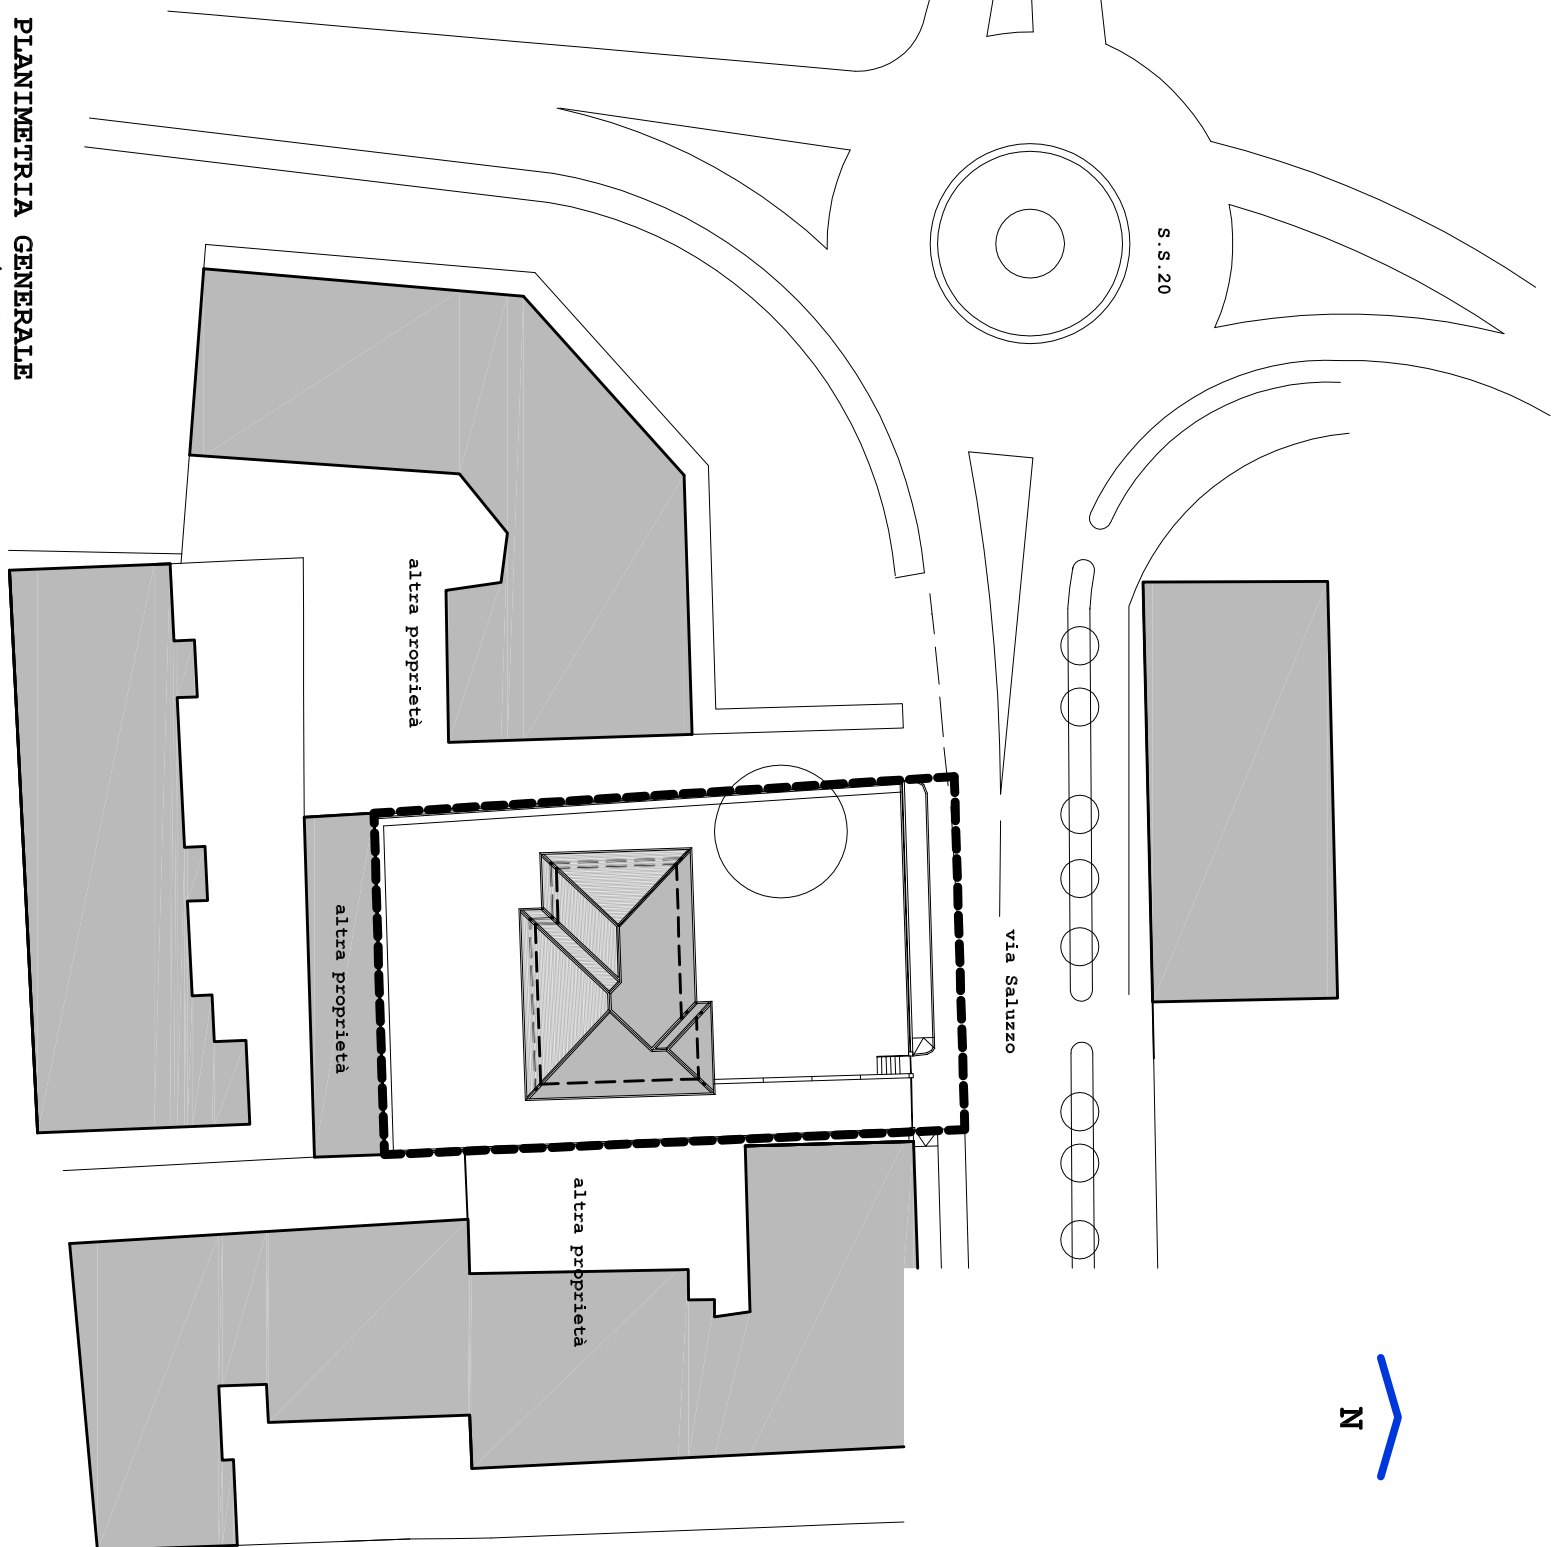 PLANIMETRIA GENERALE
S.S.20
altra proprietà
altra proprietà
via Saluzzo
altra proprietà
N